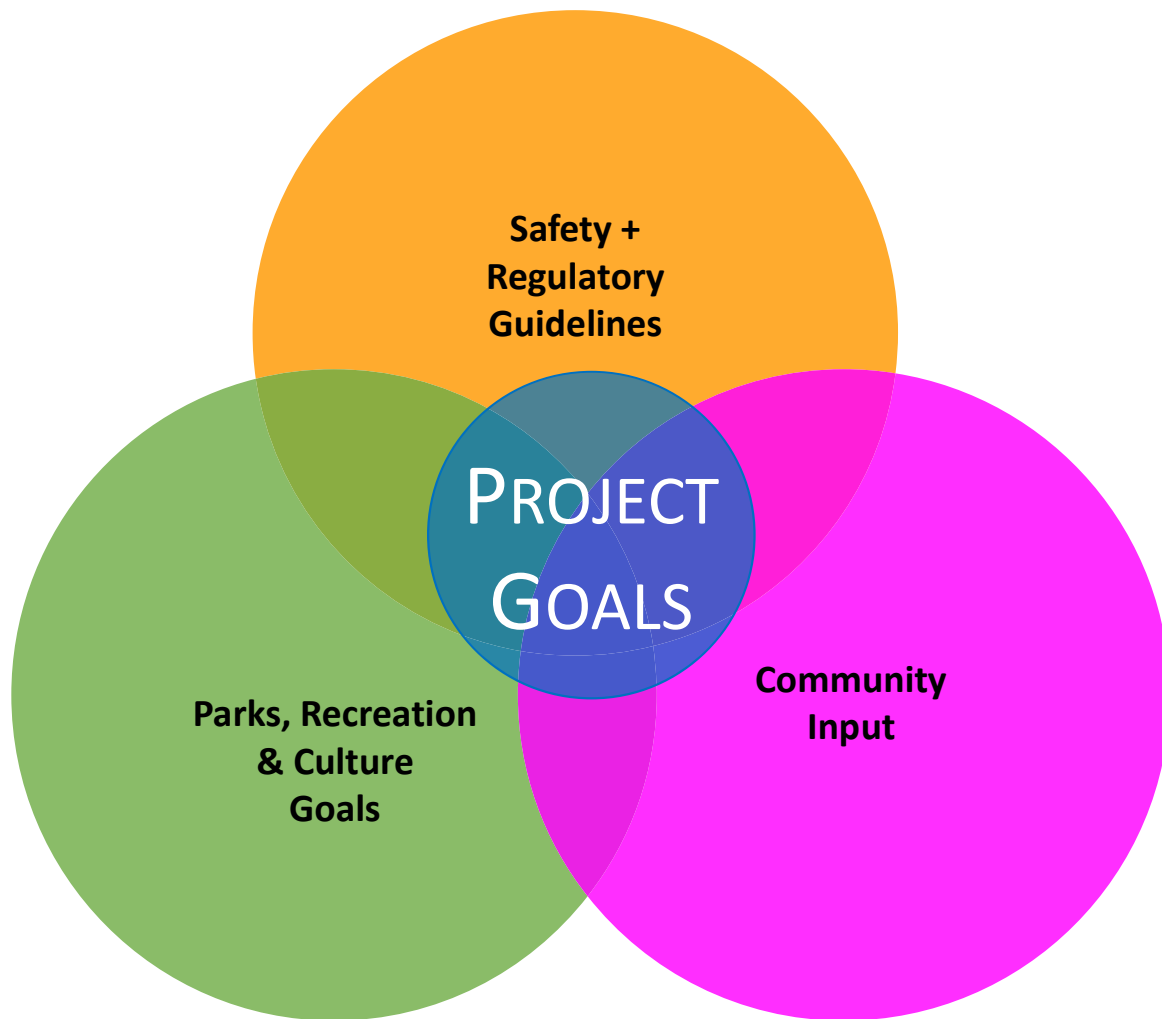 Safety +
Regulatory
Guidelines
PROJECT
GOALS
Community
Input
Parks, Recreation
& Culture
Goals